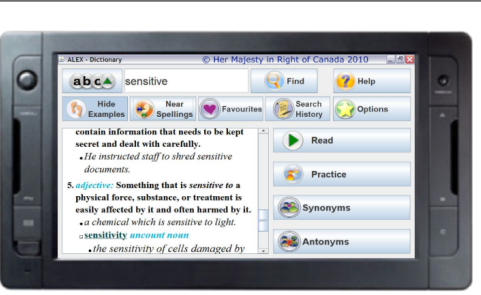 ALEX - Dictionary © Her Majesty in Right of Canada 2010
abc sensitive Find Help
Hide Examples Near Spellings Favourites Search History Options
contain information that needs to be kept
secret and dealt with carefully.
•He instructed staff to shred sensitive
documents.
5. adjective: Something that is sensitive to a
physical force, substance, or treatment is
easily affected by it and often harmed by it.
•a chemical which is sensitive to light.
sensitivity uncount noun
•the sensitivity of cells damaged by
Read
Practice
Synonyms
Antonyms